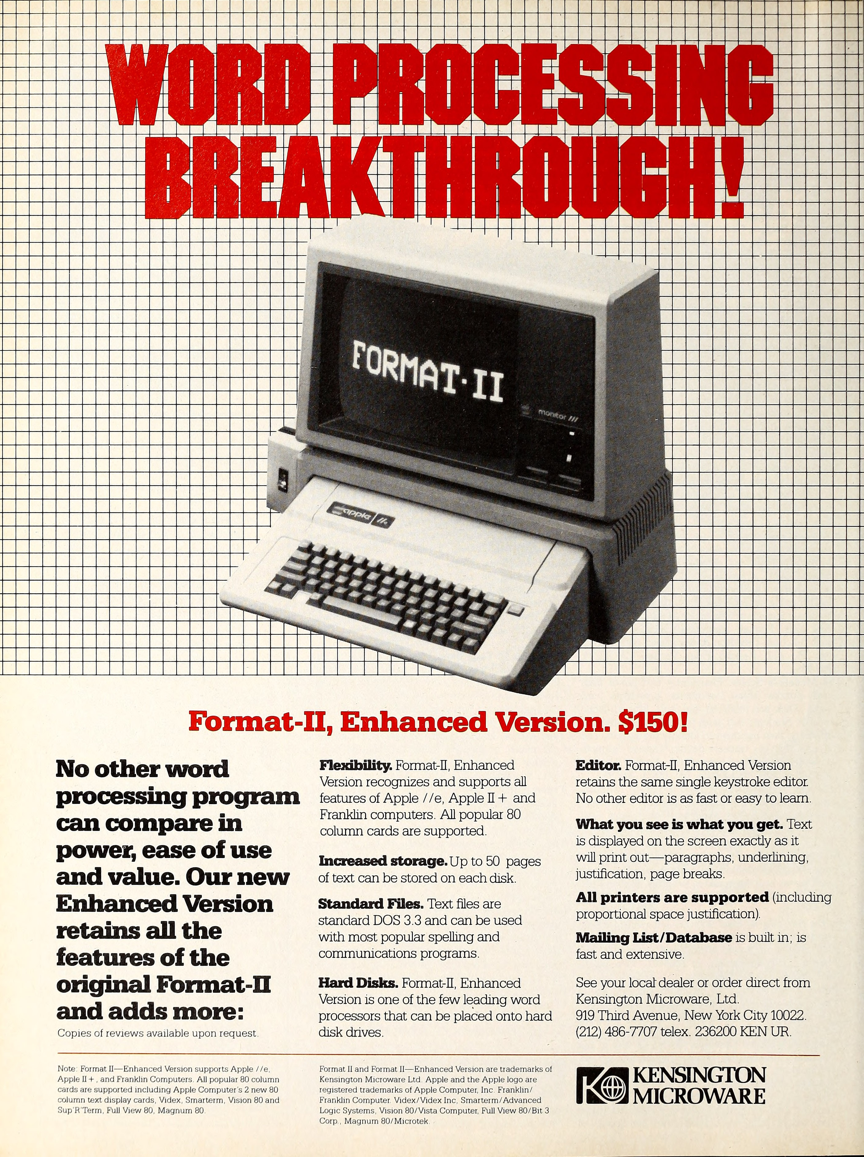 WORD PROCESSING
BREAKTHROUGH!
FORMAT-II
monitor ///
apple //e
Format-II, Enhanced Version. $150!
No other word
processing program
can compare in
power, ease of use
and value. Our new
Enhanced Version
retains all the
features of the
original Format-II
and adds more:
Copies of reviews available upon request.
Flexibility. Format-II, Enhanced
Version recognizes and supports all
features of Apple //e, Apple II + and
Franklin computers. All popular 80
column cards are supported.
Increased storage. Up to 50 pages
of text can be stored on each disk.
Standard Files. Text files are
standard DOS 3.3 and can be used
with most popular spelling and
communications programs.
Hard Disks. Format-II, Enhanced
Version is one of the few leading word
processors that can be placed onto hard
disk drives.
Editor. Format-II, Enhanced Version
retains the same single keystroke editor.
No other editor is as fast or easy to learn.
What you see is what you get. Text
is displayed on the screen exactly as it
will print out—paragraphs, underlining,
justification, page breaks.
All printers are supported (including
proportional space justification).
Mailing List/Database is built in; is
fast and extensive.
See your local dealer or order direct from
Kensington Microware, Ltd.
919 Third Avenue, New York City 10022.
(212) 486-7707 telex. 236200 KEN UR.
Note: Format II—Enhanced Version supports Apple //e,
Apple II +, and Franklin Computers. All popular 80 column
cards are supported including Apple Computer's 2 new 80
column text display cards, Videx, Smarterm, Vision 80 and
Sup'R'Term, Full View 80, Magnum 80.
Format II and Format II—Enhanced Version are trademarks of
Kensington Microware Ltd. Apple and the Apple logo are
registered trademarks of Apple Computer, Inc. Franklin/
Franklin Computer. Videx/Videx Inc, Smarterm/Advanced
Logic Systems, Vision 80/Vista Computer, Full View 80/Bit 3
Corp., Magnum 80/Microtek.
KENSINGTON
MICROWARE